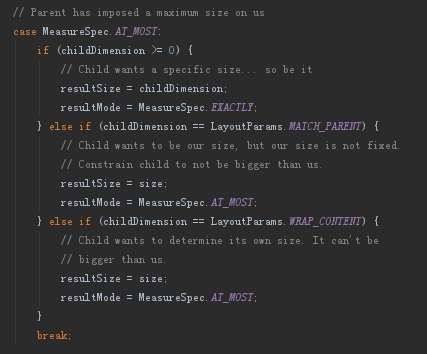 // Parent has imposed a maximum size on us
case MeasureSpec.AT_MOST:
if (childDimension >= 0) {
// Child wants a specific size... so be it
resultSize = childDimension;
resultMode = MeasureSpec.EXACTLY;
} else if (childDimension == LayoutParams.MATCH_PARENT) {
// Child wants to be our size, but our size is not fixed.
// Constrain child to not be bigger than us.
resultSize = size;
resultMode = MeasureSpec.AT_MOST;
} else if (childDimension == LayoutParams.WRAP_CONTENT) {
// Child wants to determine its own size. It can't be
// bigger than us.
resultSize = size;
resultMode = MeasureSpec.AT_MOST;
}
break;